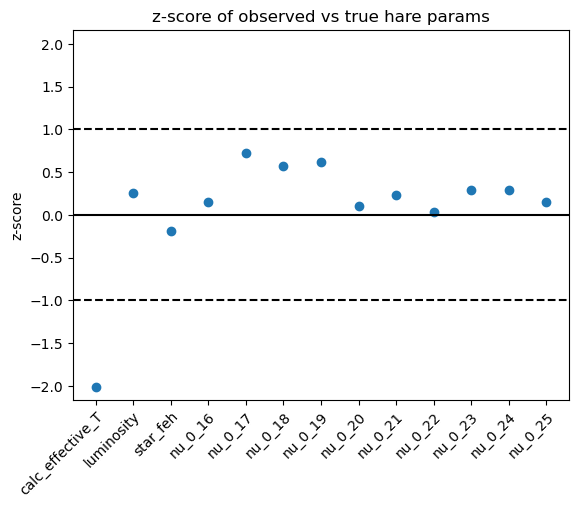 z-score of observed vs true hare params
z-score
2.0
1.5
1.0
0.5
0.0
−0.5
−1.0
−1.5
−2.0
calc_effective_T
luminosity
star_feh
nu_0_16
nu_0_17
nu_0_18
nu_0_19
nu_0_20
nu_0_21
nu_0_22
nu_0_23
nu_0_24
nu_0_25